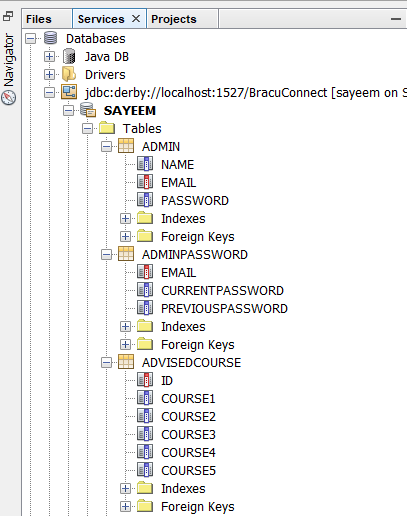 Files Services Projects
Navigator
Databases
Java DB
Drivers
jdbc:derby://localhost:1527/BracuConnect [sayeem on S
SAYEEM
Tables
ADMIN
NAME
EMAIL
PASSWORD
Indexes
Foreign Keys
ADMINPASSWORD
EMAIL
CURRENTPASSWORD
PREVIOUSPASSWORD
Indexes
Foreign Keys
ADVISEDCOURSE
ID
COURSE1
COURSE2
COURSE3
COURSE4
COURSE5
Indexes
Foreign Keys